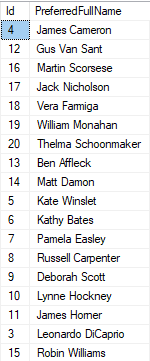 Id PreferredFullName
4 James Cameron
12 Gus Van Sant
16 Martin Scorsese
17 Jack Nicholson
18 Vera Farmiga
19 William Monahan
20 Thelma Schoonmaker
13 Ben Affleck
14 Matt Damon
5 Kate Winslet
6 Kathy Bates
7 Pamela Easley
8 Russell Carpenter
9 Deborah Scott
10 Lynne Hockney
11 James Horner
3 Leonardo DiCaprio
15 Robin Williams